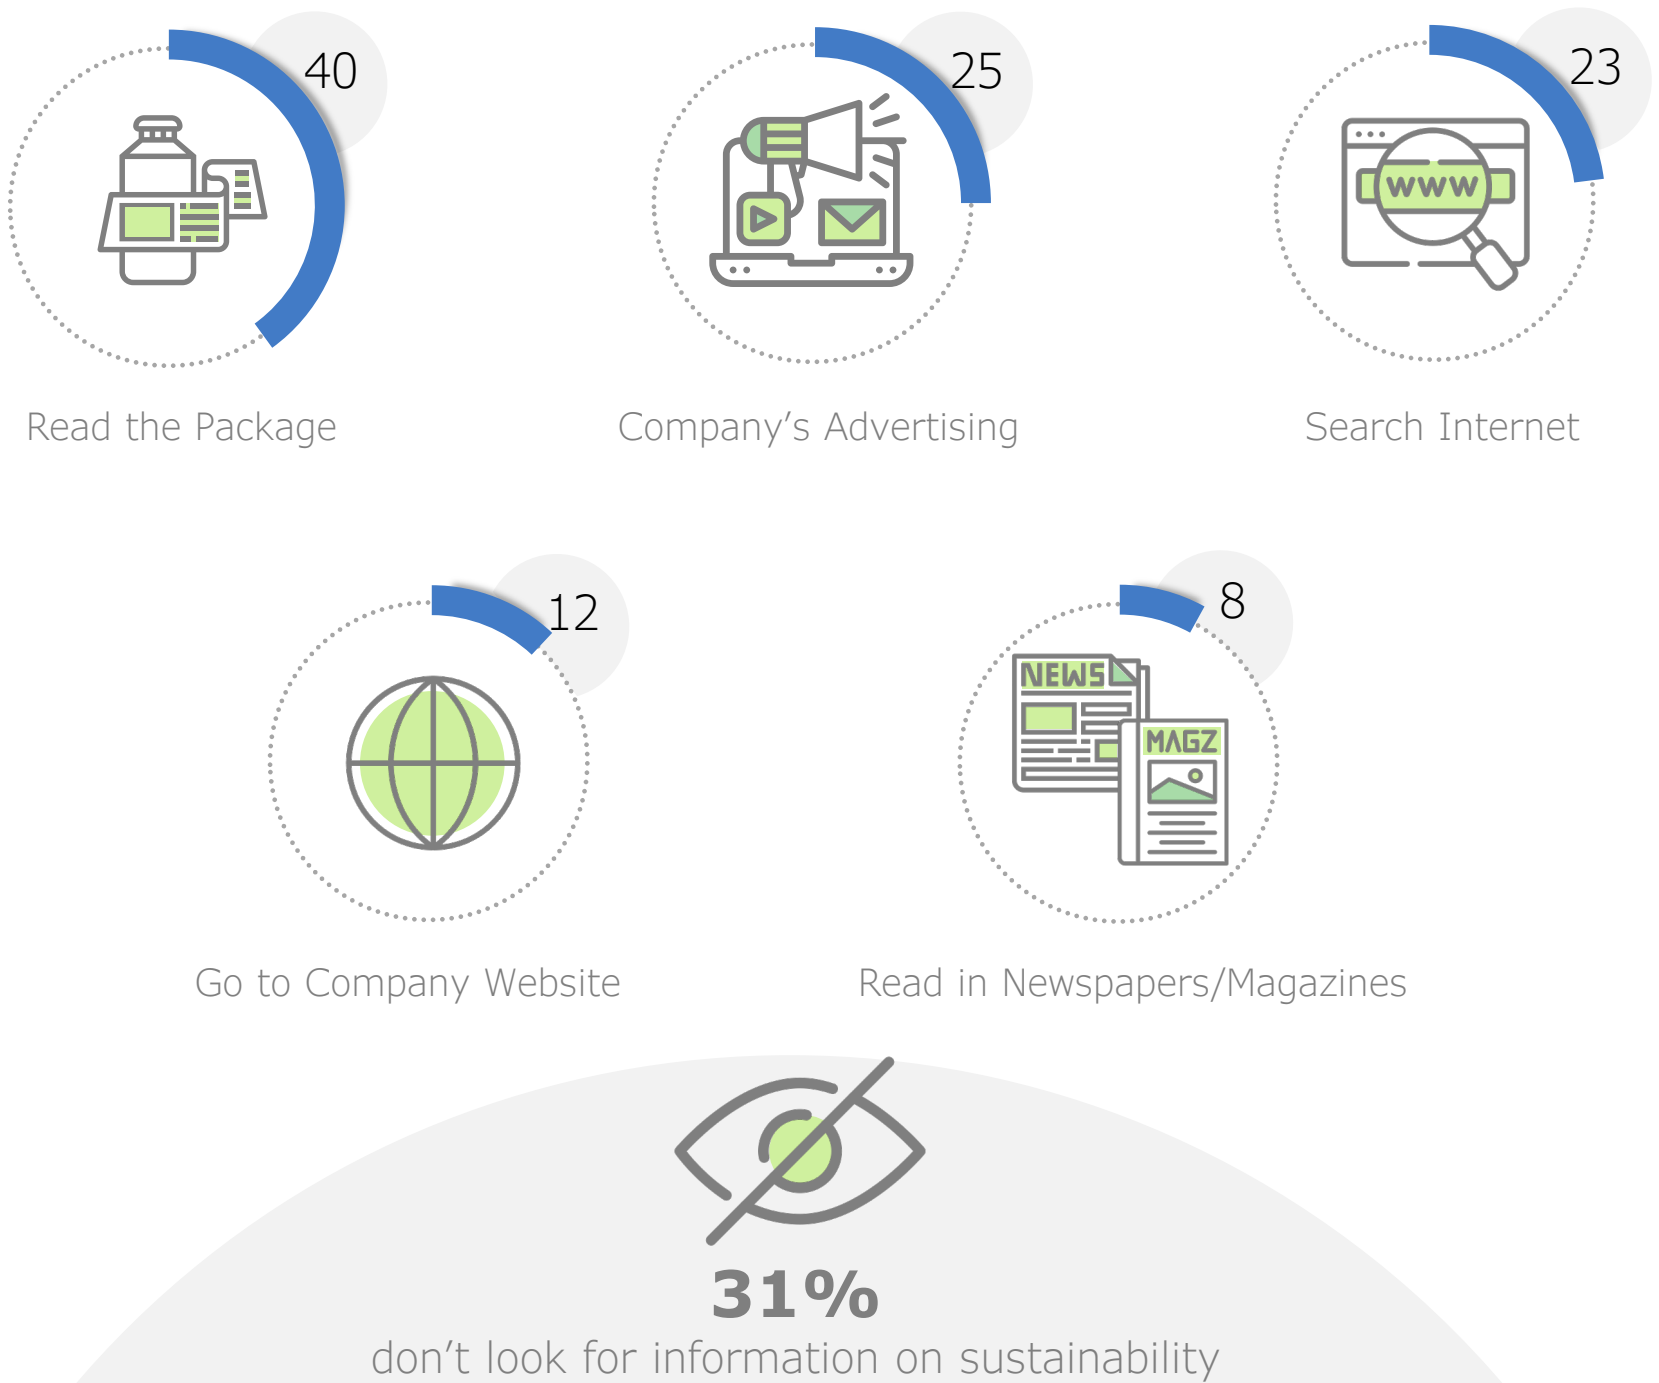 40
25
23
www
Read the Package
Company's Advertising
Search Internet
12
8
NEWS
MAGZ
Go to Company Website
Read in Newspapers/Magazines
31%
don't look for information on sustainability